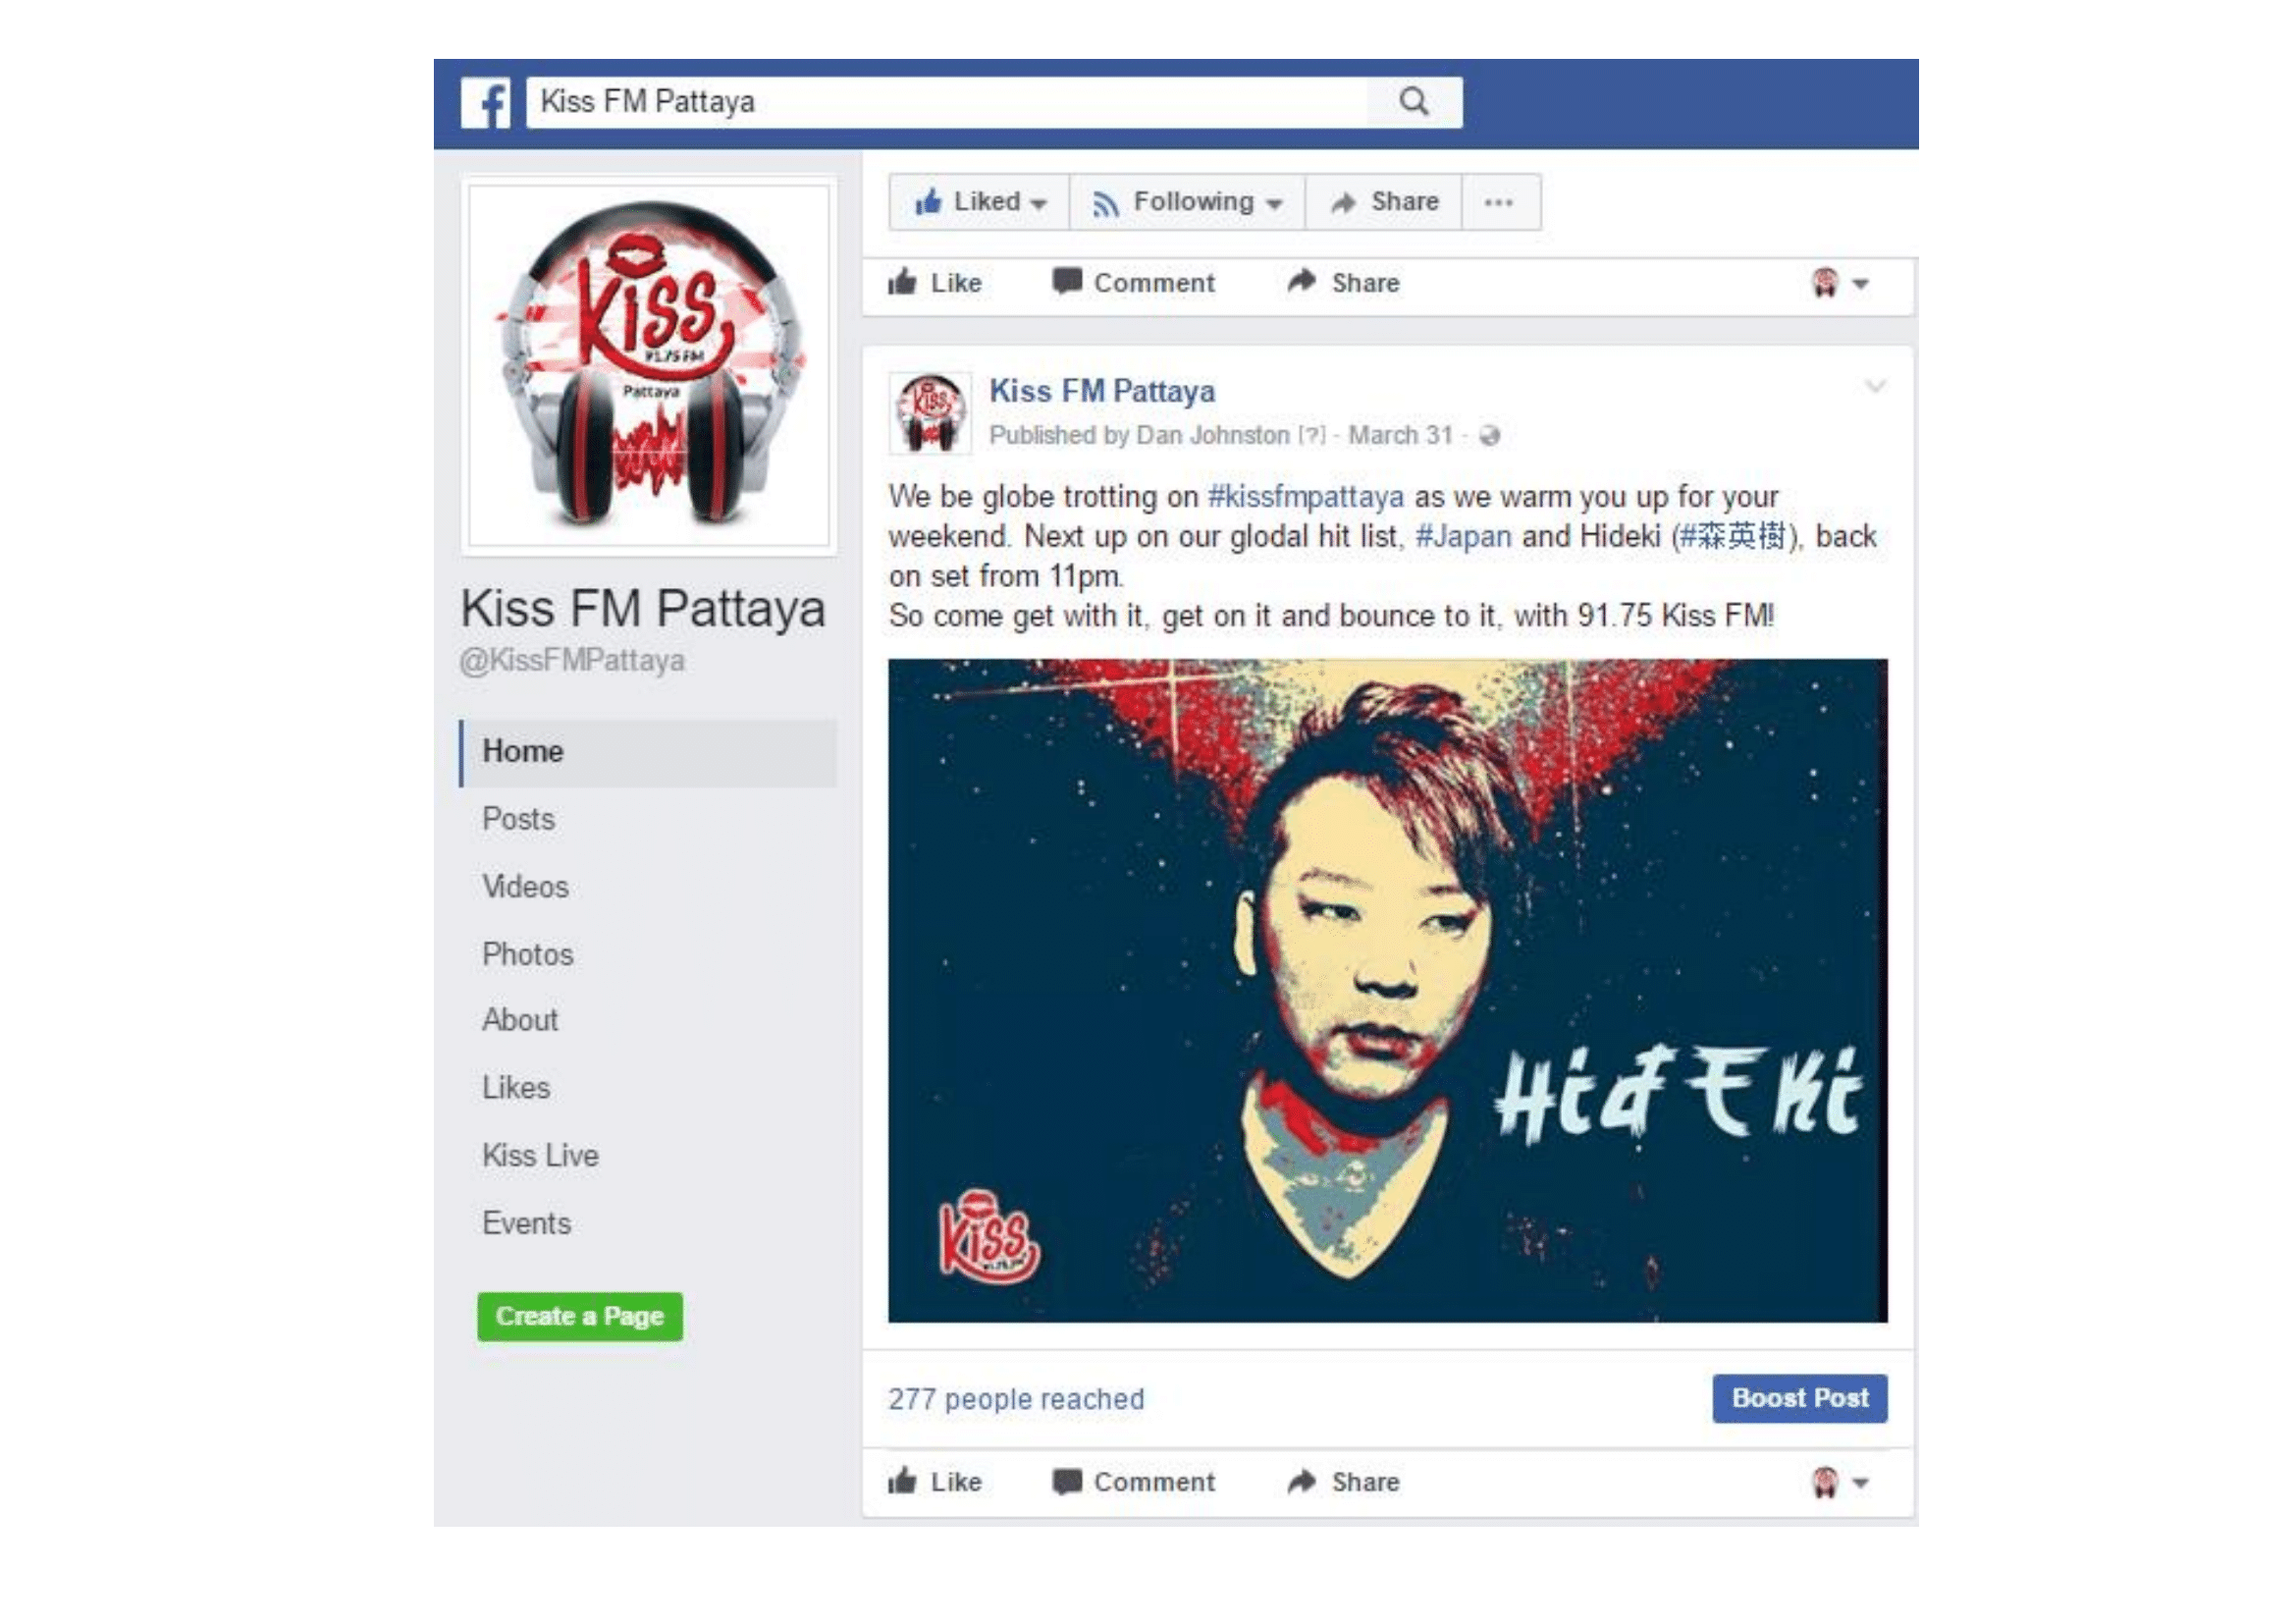 Kiss FM Pattaya
Kiss
91.75 FM
Pattaya
Kiss FM Pattaya
@KissFMPattaya
Home
Posts
Videos
Photos
About
Likes
Kiss Live
Events
Create a Page
Liked Following Share
Like Comment Share
Kiss FM Pattaya
Published by Dan Johnston [?] · March 31 ·
We be globe trotting on #kissfmpattaya as we warm you up for your
weekend. Next up on our glodal hit list, #Japan and Hideki (#森英樹), back
on set from 11pm.
So come get with it, get on it and bounce to it, with 91.75 Kiss FM!
HidEKi
Kiss
91.75 FM
277 people reached
Boost Post
Like Comment Share